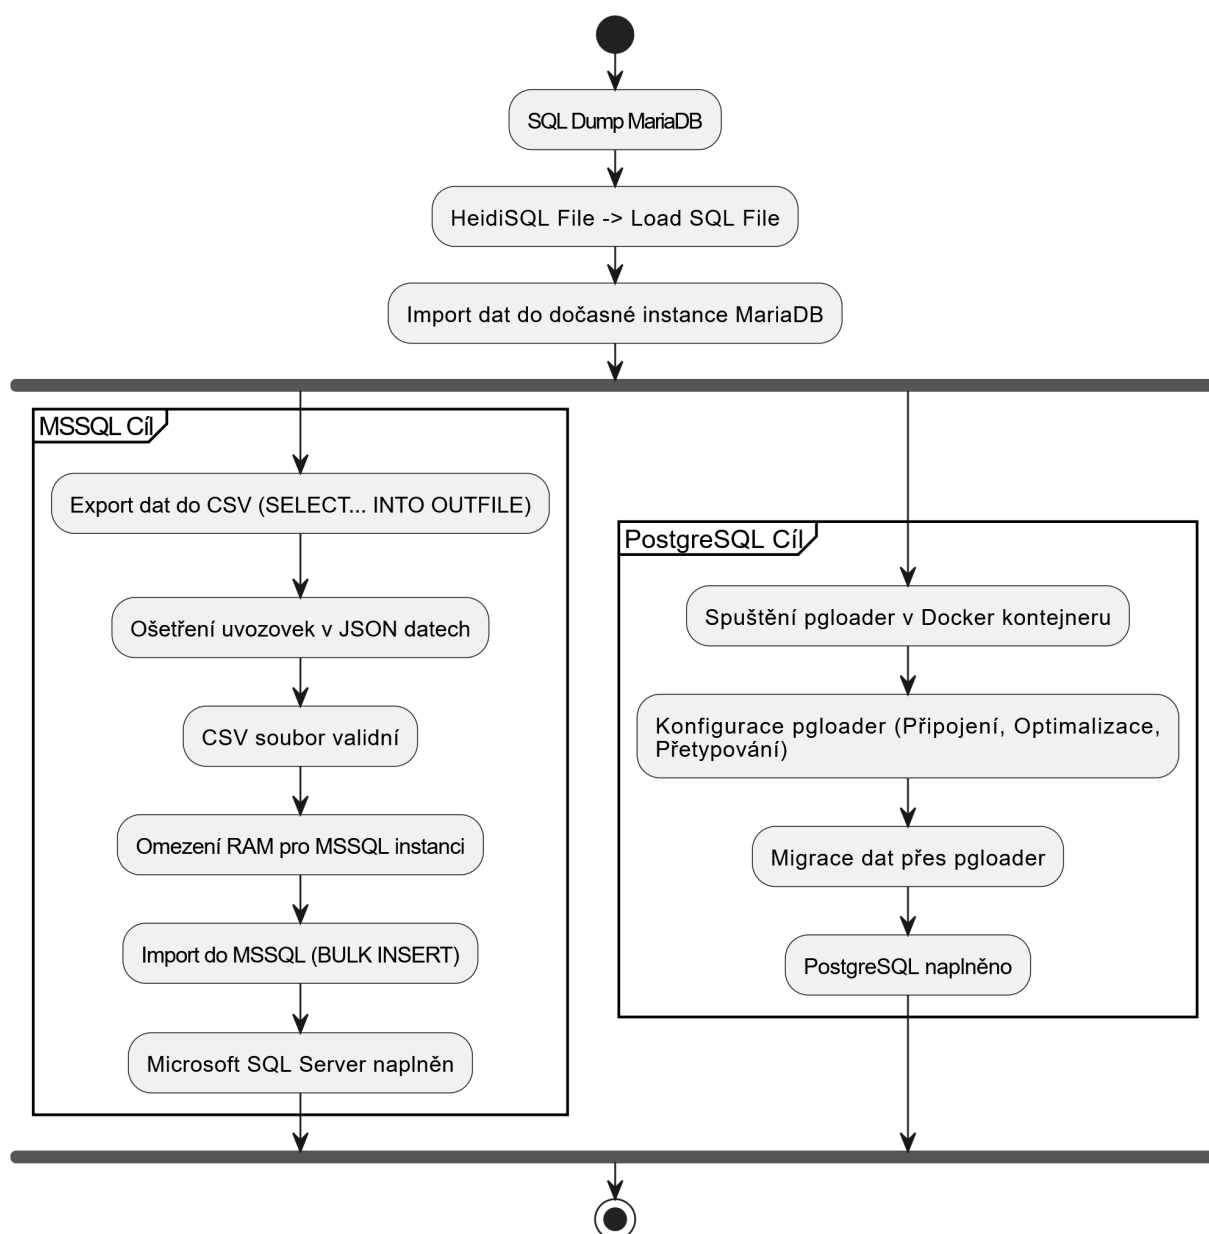 SQL Dump MariaDB
HeidiSQL File -> Load SQL File
Import dat do dočasné instance MariaDB
MSSQL Cíl
Export dat do CSV (SELECT... INTO OUTFILE)
Ošetření uvozovek v JSON datech
CSV soubor validní
Omezení RAM pro MSSQL instanci
Import do MSSQL (BULK INSERT)
Microsoft SQL Server naplněn
PostgreSQL Cíl
Spuštění pgloader v Docker kontejneru
Konfigurace pgloader (Připojení, Optimalizace,
Přetypování)
Migrace dat přes pgloader
PostgreSQL naplněno